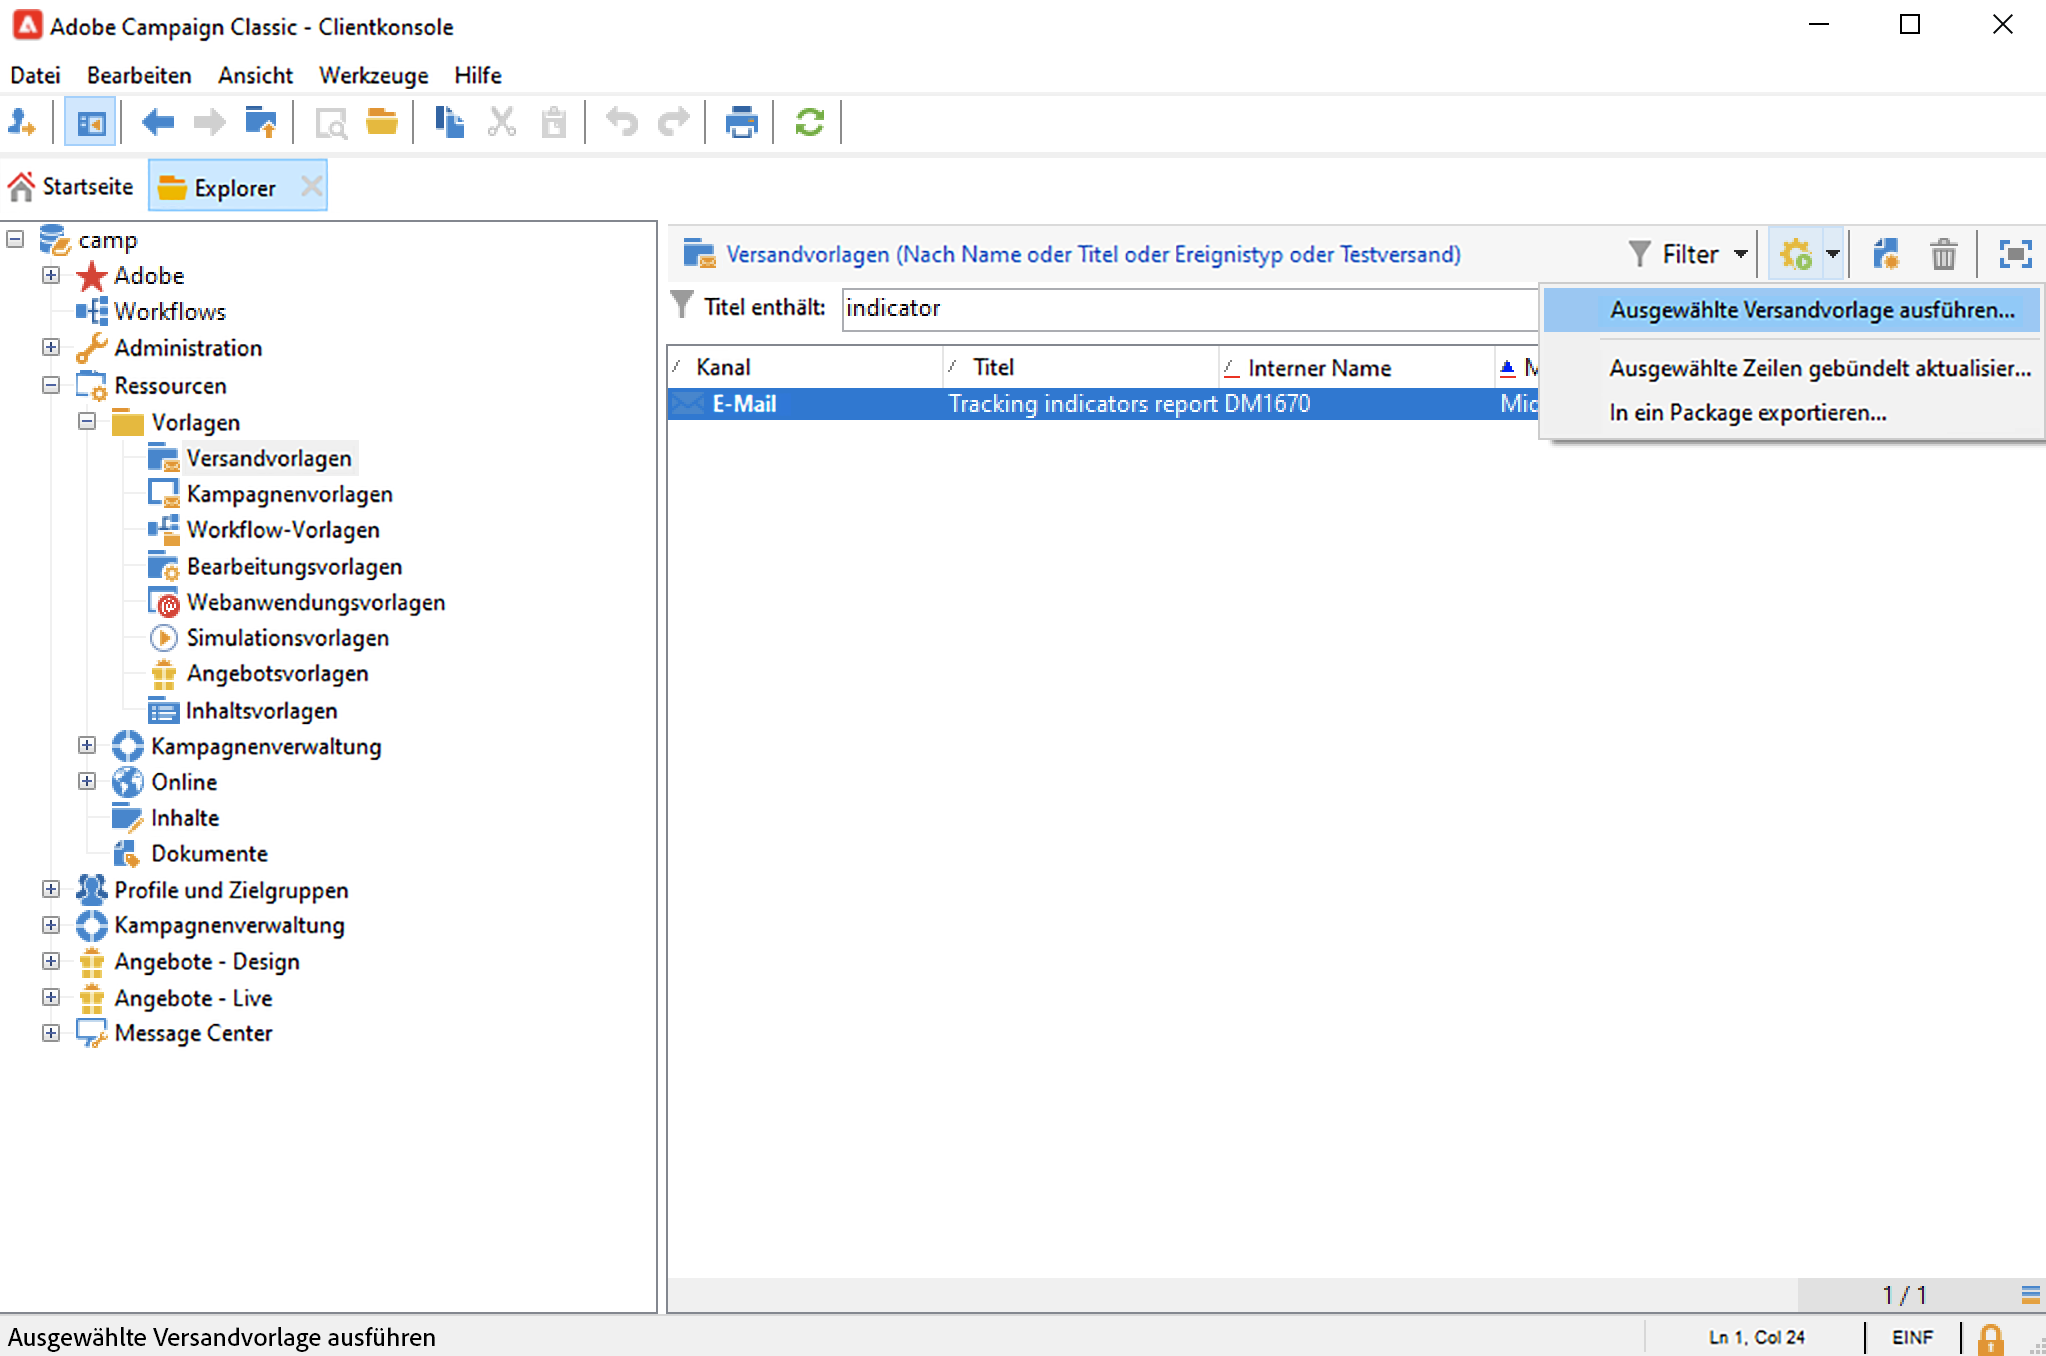 Adobe Campaign Classic - Clientkonsole
Datei Bearbeiten Ansicht Werkzeuge Hilfe
Startseite Explorer
camp
Adobe
Workflows
Administration
Ressourcen
Vorlagen
Versandvorlagen
Kampagnenvorlagen
Workflow-Vorlagen
Bearbeitungsvorlagen
Webanwendungsvorlagen
Simulationsvorlagen
Angebotsvorlagen
Inhaltsvorlagen
Kampagnenverwaltung
Online
Inhalte
Dokumente
Profile und Zielgruppen
Kampagnenverwaltung
Angebote - Design
Angebote - Live
Message Center
Versandvorlagen (Nach Name oder Titel oder Ereignistyp oder Testversand) Filter
Titel enthält: indicator
Ausgewählte Versandvorlage ausführen...
Ausgewählte Zeilen gebündelt aktualisier...
In ein Package exportieren...
Kanal Titel Interner Name M
E-Mail Tracking indicators report DM1670 Mic
1 / 1
Ausgewählte Versandvorlage ausführen Ln 1, Col 24 EINF